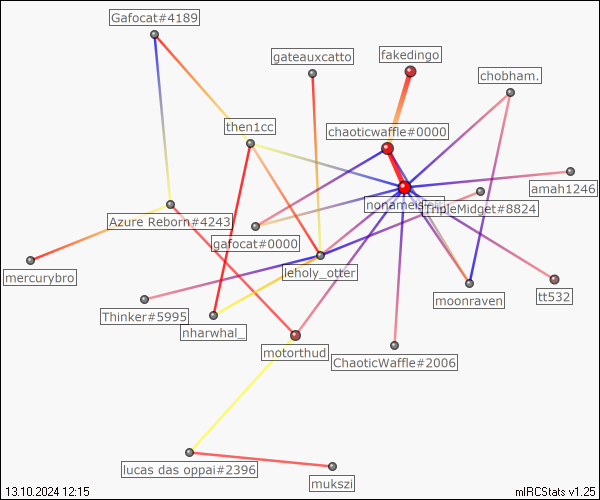 Gafocat#4189
gateauxcatto
fakedingo
chobham.
then1cc
chaoticwaffle#0000
amah1246
TripleMidget#8824
Azure Reborn#4243
gafocat#0000
mercurybro
leholy_otter
moonraven
tt532
Thinker#5995
nharwhal_
motorthud
ChaoticWaffle#2006
lucas das oppai#2396
mukszi
13.10.2024 12:15
mIRCStats v1.25